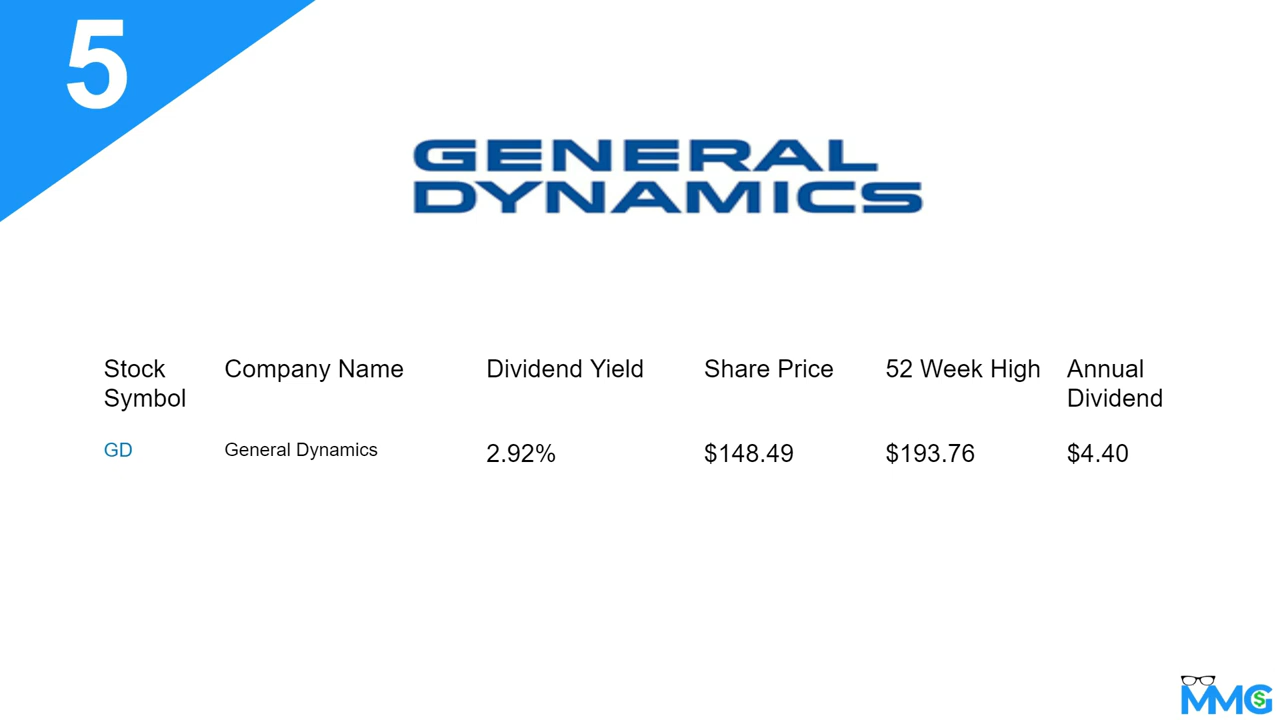 5
GENERAL
DYNAMICS
Stock Symbol Company Name Dividend Yield Share Price 52 Week High Annual Dividend
GD General Dynamics 2.92% $148.49 $193.76 $4.40
MMG
$